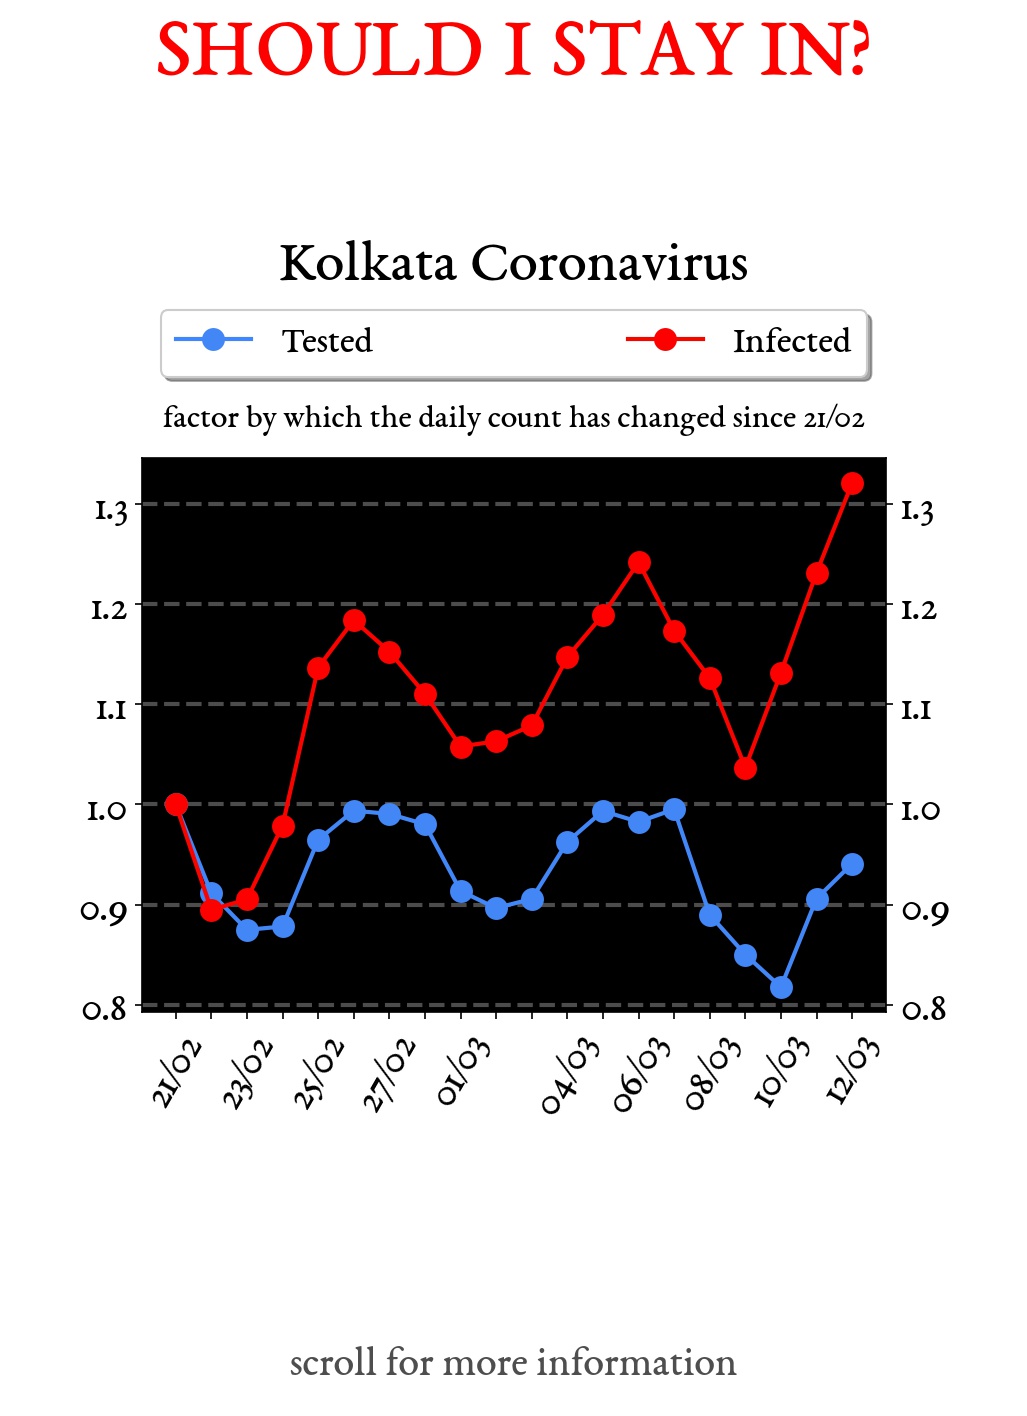 SHOULD I STAY IN?
Kolkata Coronavirus
Tested Infected
factor by which the daily count has changed since 21/02
1.3 1.3
1.2 1.2
1.1 1.1
1.0 1.0
0.9 0.9
0.8 0.8
21/02 23/02 25/02 27/02 01/03 04/03 06/03 08/03 10/03 12/03
scroll for more information